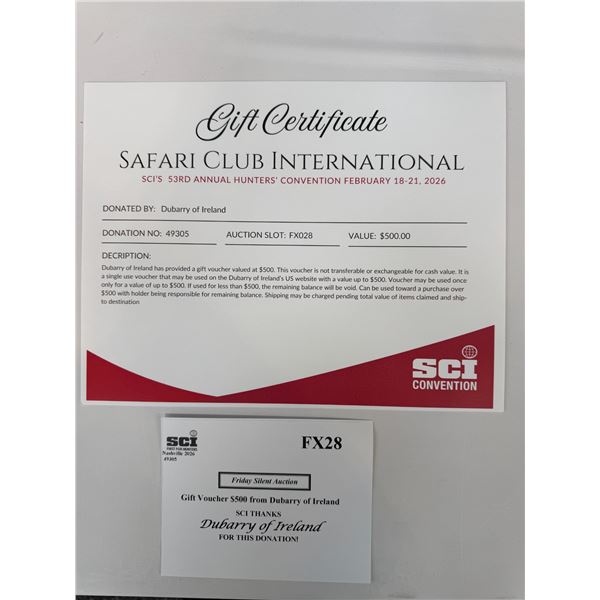 Gift Certificate
SAFARI CLUB INTERNATIONAL
SCI'S 53RD ANNUAL HUNTERS' CONVENTION FEBRUARY 18-21, 2026
DONATED BY: Dubarry of Ireland
DONATION NO: 49305 AUCTION SLOT: FX028 VALUE: $500.00
DECRIPTION:
Dubarry of Ireland has provided a gift voucher valued at $500. This voucher is not transferable or exchangeable for cash value. It is
a single use voucher that may be used on the Dubarry of Ireland's US website with a value up to $500. Voucher may be used once
only for a value of up to $500. If used for less than $500, the remaining balance will be void. Can be used toward a purchase over
$500 with holder being responsible for remaining balance. Shipping may be charged pending total value of items claimed and ship-
to destination
SCI
CONVENTION
SCI
FIRST FOR HUNTERS
Nashville 2026
49305
FX28
Friday Silent Auction
Gift Voucher $500 from Dubarry of Ireland
SCI THANKS
Dubarry of Ireland
FOR THIS DONATION!